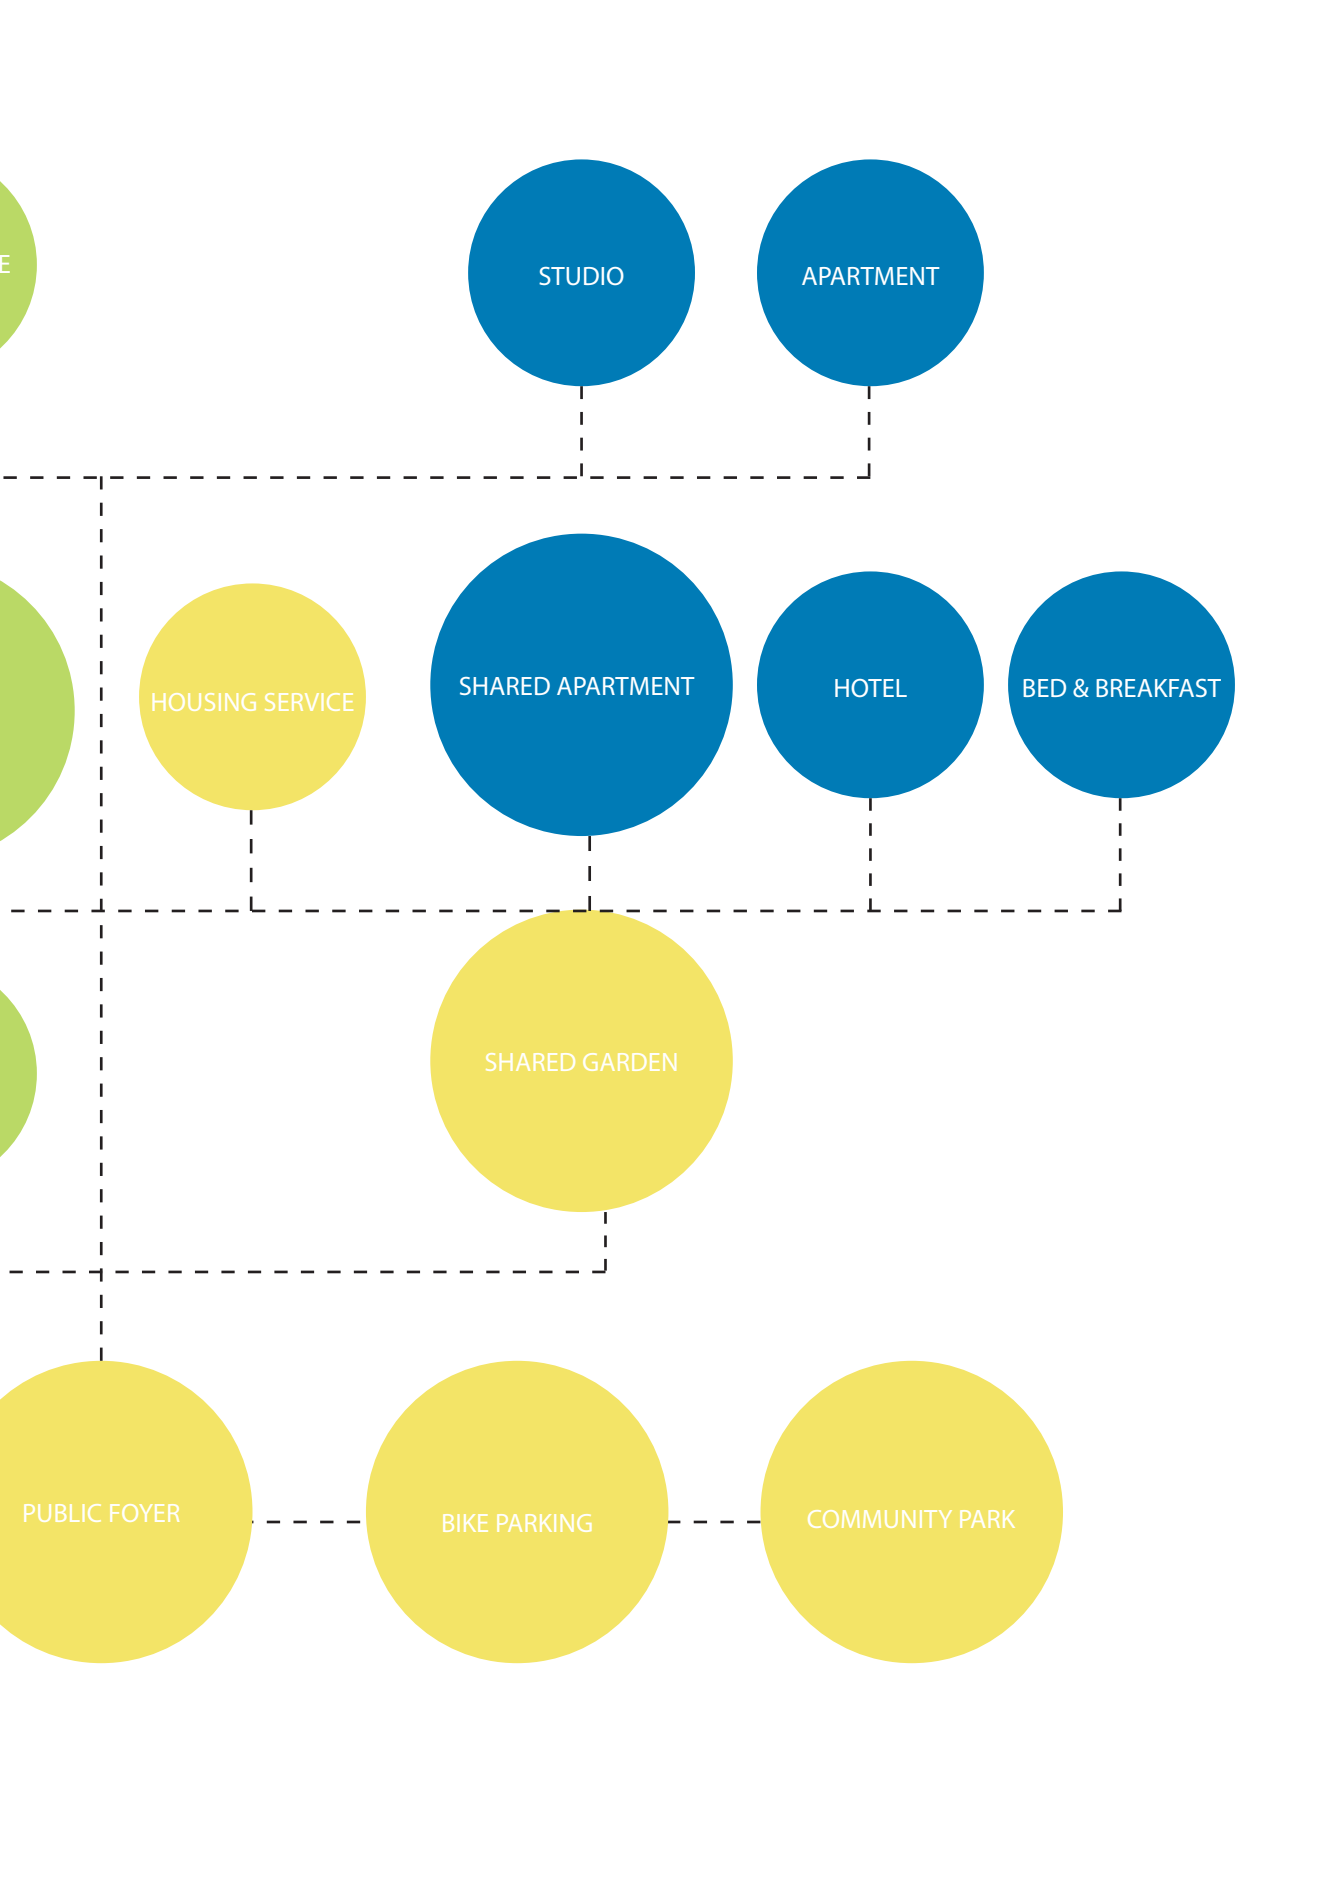 STUDIO
APARTMENT
HOUSING SERVICE
SHARED APARTMENT
HOTEL
BED & BREAKFAST
SHARED GARDEN
PUBLIC FOYER
BIKE PARKING
COMMUNITY PARK